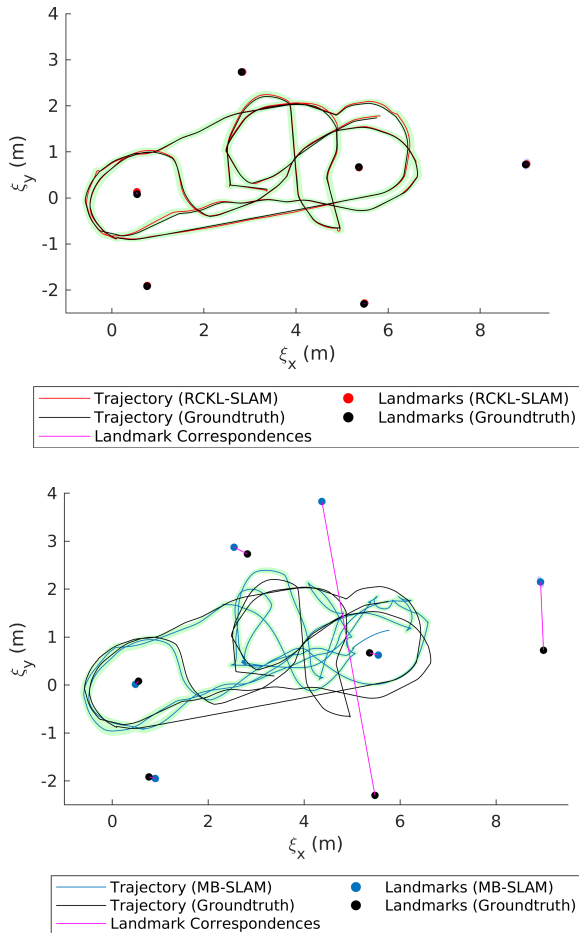 4
3
2
1
0
-1
-2
ξy (m)
0 2 4 6 8
ξx (m)
Trajectory (RCKL-SLAM) Landmarks (RCKL-SLAM)
Trajectory (Groundtruth) Landmarks (Groundtruth)
Landmark Correspondences
4
3
2
1
0
-1
-2
ξy (m)
0 2 4 6 8
ξx (m)
Trajectory (MB-SLAM) Landmarks (MB-SLAM)
Trajectory (Groundtruth) Landmarks (Groundtruth)
Landmark Correspondences